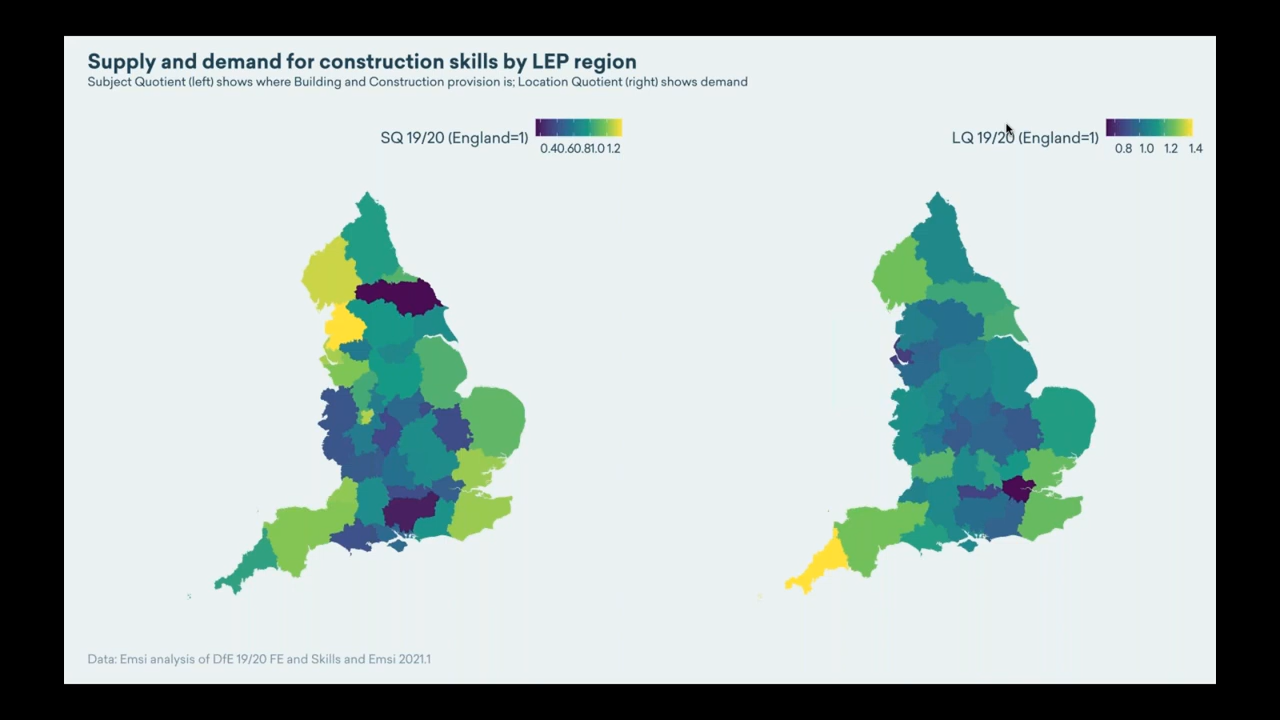 Supply and demand for construction skills by LEP region
Subject Quotient (left) shows where Building and Construction provision is; Location Quotient (right) shows demand
SQ 19/20 (England=1)
0.40.60.81.0 1.2
LQ 19/20 (England=1)
0.8 1.0 1.2 1.4
Data: Emsi analysis of DfE 19/20 FE and Skills and Emsi 2021.1